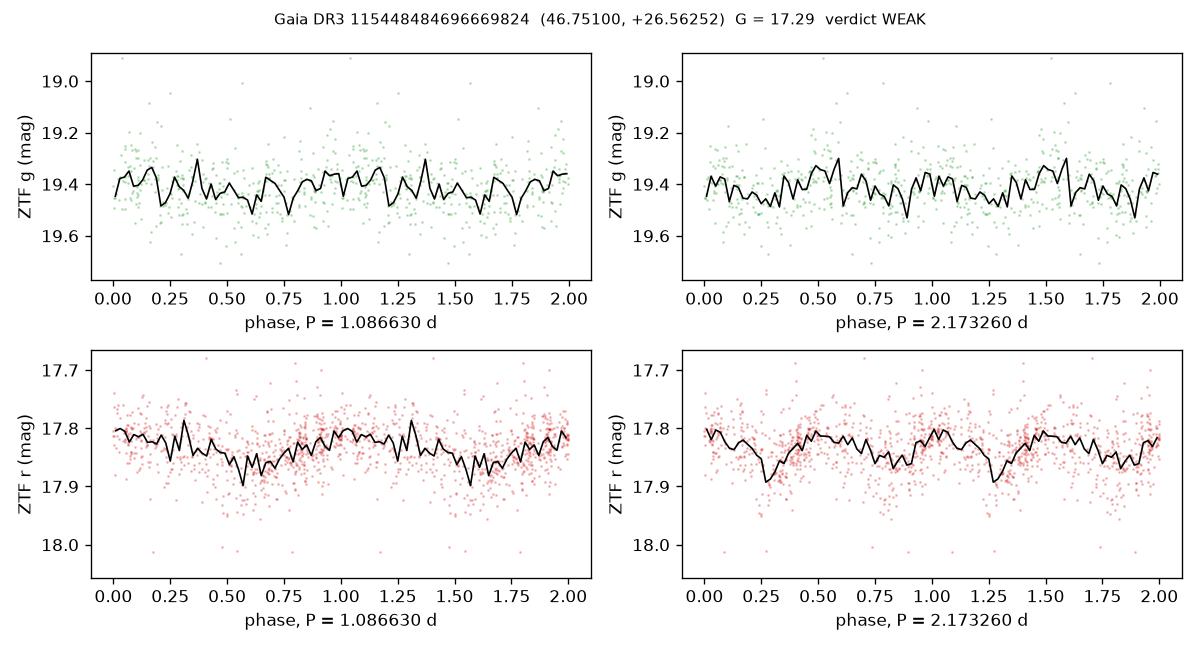 Gaia DR3 115448484696669824  (46.75100, +26.56252)  G = 17.29  verdict WEAK
ZTF g (mag)
19.0
19.2
19.4
19.6
0.00 0.25 0.50 0.75 1.00 1.25 1.50 1.75 2.00
phase, P = 1.086630 d
ZTF g (mag)
19.0
19.2
19.4
19.6
0.00 0.25 0.50 0.75 1.00 1.25 1.50 1.75 2.00
phase, P = 2.173260 d
ZTF r (mag)
17.7
17.8
17.9
18.0
0.00 0.25 0.50 0.75 1.00 1.25 1.50 1.75 2.00
phase, P = 1.086630 d
ZTF r (mag)
17.7
17.8
17.9
18.0
0.00 0.25 0.50 0.75 1.00 1.25 1.50 1.75 2.00
phase, P = 2.173260 d